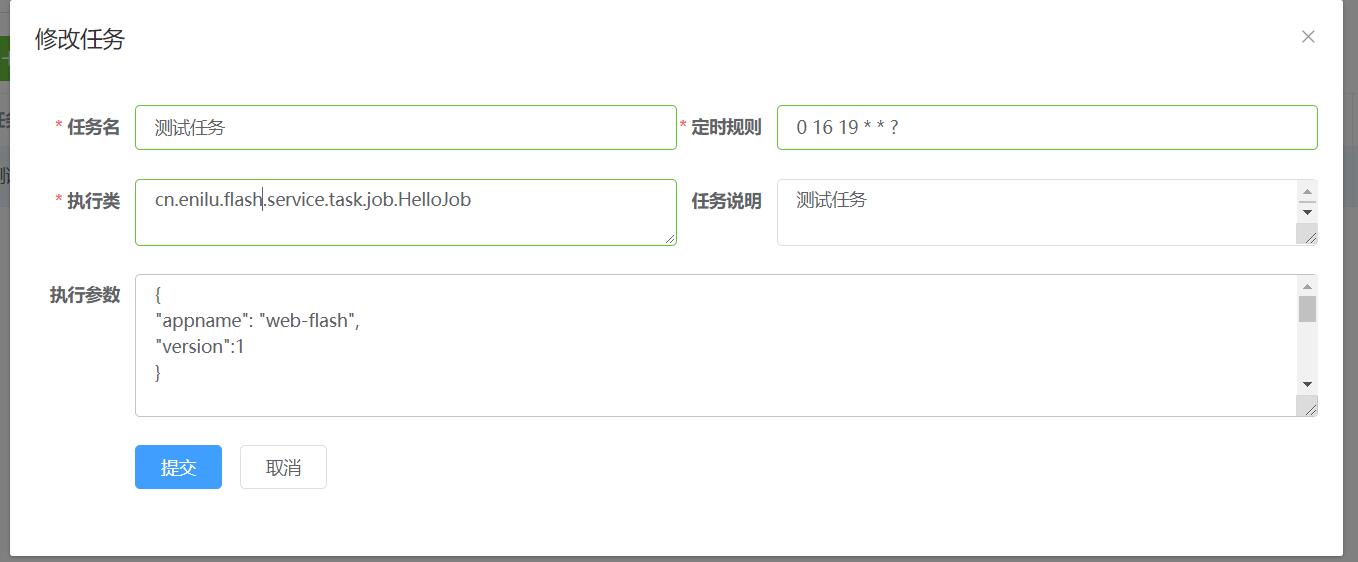 修改任务
* 任务名
测试任务
* 定时规则
0 16 19 * * ?
* 执行类
cn.enilu.flash.service.task.job.HelloJob
任务说明
测试任务
执行参数
{
"appname": "web-flash",
"version":1
}
提交
取消